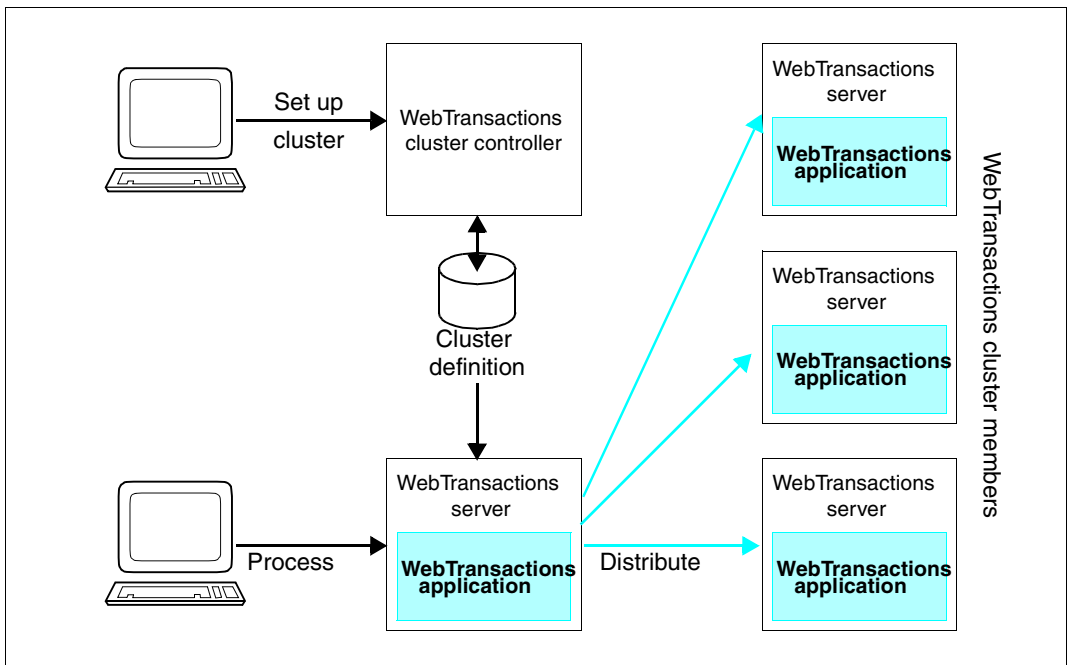 Set up
cluster
WebTransactions
cluster controller
WebTransactions
server
WebTransactions
application
WebTransactions
server
WebTransactions
application
Cluster
definition
WebTransactions cluster members
Process
WebTransactions
server
WebTransactions
application
Distribute
WebTransactions
server
WebTransactions
application